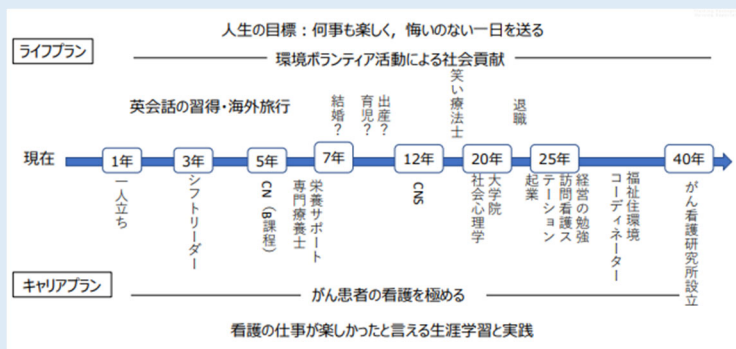 人生の目標：何事も楽しく，悔いのない一日を送る
ライフプラン
環境ボランティア活動による社会貢献
英会話の習得・海外旅行
結婚？
育児？
出産？
笑い療法士
退職
現在
1年
3年
5年
7年
12年
20年
25年
40年
一人立ち
シフトリーダー
CN（B課程）
栄養サポート
専門療養士
CNS
大学院
社会心理学
経営の勉強
訪問看護ス
テーション
起業
福祉住環境
コーディネーター
がん看護研究所設立
キャリアプラン
がん患者の看護を極める
看護の仕事が楽しかったと言える生涯学習と実践